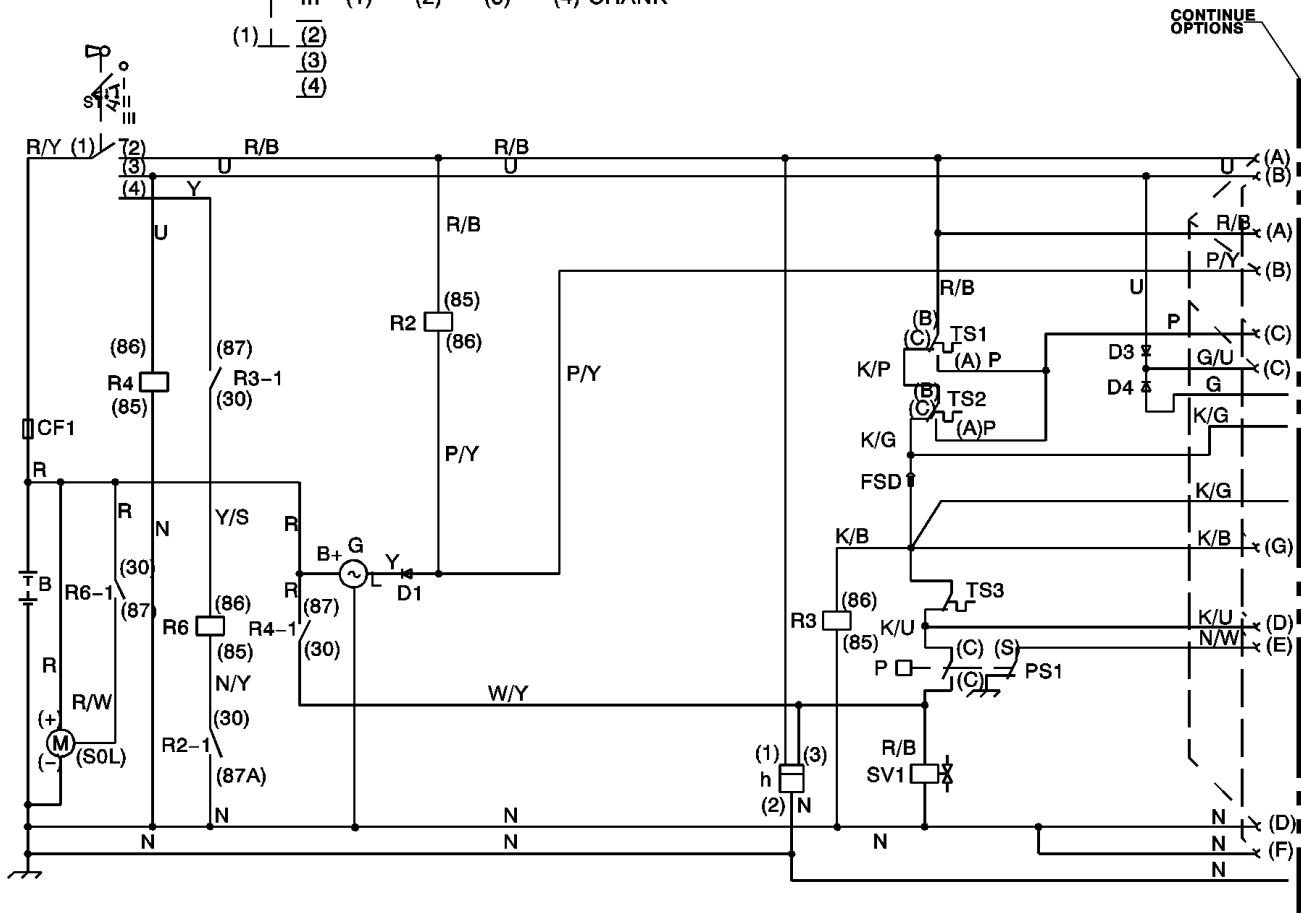 (1) (2) (3) (4) CRANK
(1) (2)
(3)
(4)
CONTINUE
OPTIONS
O
I
II
III
R/Y (1) (2) R/B R/B (A)
(3) U U U (B)
(4) Y
U R/B R/B (A)
P/Y (B)
R/B U
(85)
R2
(86)
P (C)
(B)
(C) TS1
(A) P
D3
G/U (C)
(86) (87)
R4 R3-1
(85) (30)
P/Y K/P
D4 G
(B)
(C) TS2
(A)P
K/G
CF1
K/G
P/Y
R
FSD
K/G
R N Y/S R
K/B K/B (G)
B+ G
L Y
D1
B R6-1 (30)
(87)
R
TS3
(86)
R6
(85)
R4-1 (87)
(30)
R3 (86)
(85)
K/U K/U (D)
N/W (E)
P (C) (S)
(C) PS1
R
R/W
N/Y
W/Y
(+)
M
(-)
(S0L)
(30)
R2-1
(87A)
(1) (3)
h
(2) N
R/B
SV1
N N N (D)
N N N N (F)
N